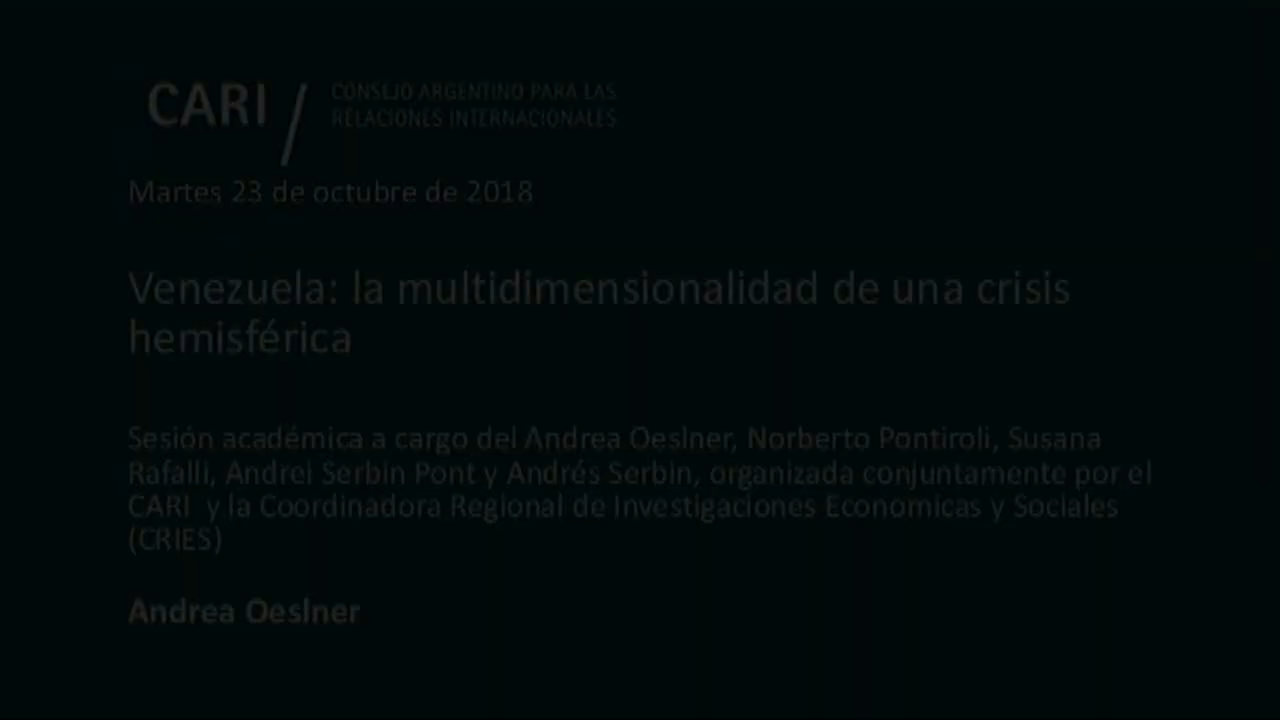 CARI
CONSEJO ARGENTINO PARA LAS
RELACIONES INTERNACIONALES
Martes 23 de octubre de 2018
Venezuela: la multidimensionalidad de una crisis
hemisférica
Sesión académica a cargo del Andrea Oeslner, Norberto Pontiroli, Susana
Rafalli, Andrei Serbin Pont y Andrés Serbin, organizada conjuntamente por el
CARI y la Coordinadora Regional de Investigaciones Economicas y Sociales
(CRIES)
Andrea Oeslner